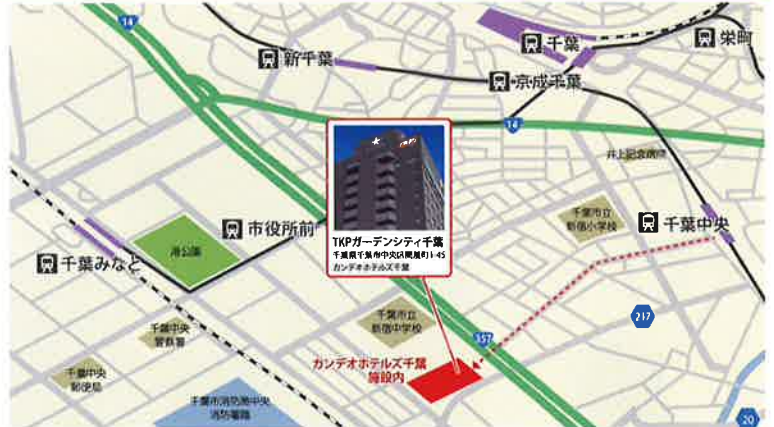 14
新千葉
千葉
栄町
京成千葉
14
井上記念病院
TKPガーデンシティ千葉
千葉県千葉市中央区問屋町1-45
カンデオホテルズ千葉
千葉市立
新宿小学校
千葉中央
市役所前
港公園
千葉みなと
217
千葉市立
新宿中学校
357
千葉中央
警察署
カンデオホテルズ千葉
施設内
千葉中央
郵便局
千葉市消防局中央
消防署
20